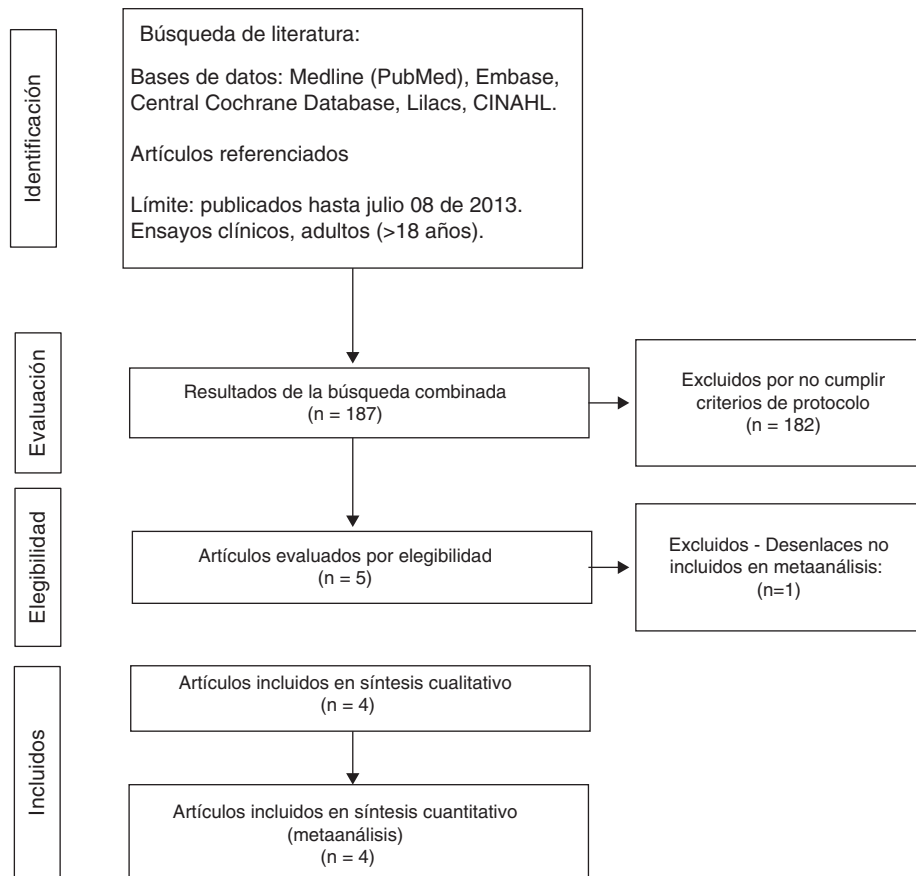 Identificación
Búsqueda de literatura:
Bases de datos: Medline (PubMed), Embase,
Central Cochrane Database, Lilacs, CINAHL.
Artículos referenciados
Límite: publicados hasta julio 08 de 2013.
Ensayos clínicos, adultos (>18 años).
Evaluación
Resultados de la búsqueda combinada
(n = 187)
Excluidos por no cumplir
criterios de protocolo
(n = 182)
Elegibilidad
Artículos evaluados por elegibilidad
(n = 5)
Excluidos - Desenlaces no
incluidos en metaanálisis:
(n=1)
Incluidos
Artículos incluidos en síntesis cualitativo
(n = 4)
Artículos incluidos en síntesis cuantitativo
(metaanálisis)
(n = 4)